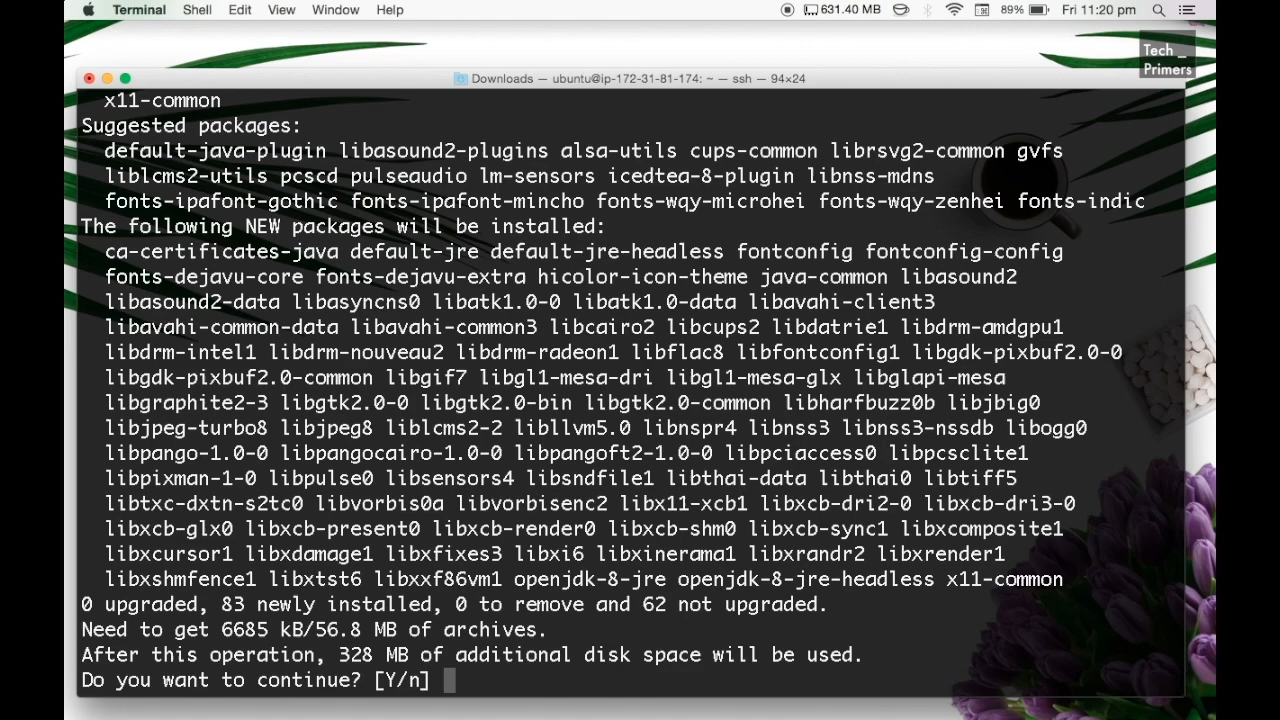 Terminal Shell Edit View Window Help 631.40 MB 89% Fri 11:20 pm
Tech _
Primers
Downloads — ubuntu@ip-172-31-81-174: ~ — ssh — 94x24
x11-common
Suggested packages:
default-java-plugin libasound2-plugins alsa-utils cups-common librsvg2-common gvfs
liblcms2-utils pcscd pulseaudio lm-sensors icedtea-8-plugin libnss-mdns
fonts-ipafont-gothic fonts-ipafont-mincho fonts-wqy-microhei fonts-wqy-zenhei fonts-indic
The following NEW packages will be installed:
ca-certificates-java default-jre default-jre-headless fontconfig fontconfig-config
fonts-dejavu-core fonts-dejavu-extra hicolor-icon-theme java-common libasound2
libasound2-data libasyncns0 libatk1.0-0 libatk1.0-data libavahi-client3
libavahi-common-data libavahi-common3 libcairo2 libcups2 libdatrie1 libdrm-amdgpu1
libdrm-intel1 libdrm-nouveau2 libdrm-radeon1 libflac8 libfontconfig1 libgdk-pixbuf2.0-0
libgdk-pixbuf2.0-common libgif7 libgl1-mesa-dri libgl1-mesa-glx libglapi-mesa
libgraphite2-3 libgtk2.0-0 libgtk2.0-bin libgtk2.0-common libharfbuzz0b libjbig0
libjpeg-turbo8 libjpeg8 liblcms2-2 libllvm5.0 libnspr4 libnss3 libnss3-nssdb libogg0
libpango-1.0-0 libpangocairo-1.0-0 libpangoft2-1.0-0 libpciaccess0 libpcsclite1
libpixman-1-0 libpulse0 libsensors4 libsndfile1 libthai-data libthai0 libtiff5
libtxc-dxtn-s2tc0 libvorbis0a libvorbisenc2 libx11-xcb1 libxcb-dri2-0 libxcb-dri3-0
libxcb-glx0 libxcb-present0 libxcb-render0 libxcb-shm0 libxcb-sync1 libxcomposite1
libxcursor1 libxdamage1 libxfixes3 libxi6 libxinerama1 libxrandr2 libxrender1
libxshmfence1 libxtst6 libxxf86vm1 openjdk-8-jre openjdk-8-jre-headless x11-common
0 upgraded, 83 newly installed, 0 to remove and 62 not upgraded.
Need to get 6685 kB/56.8 MB of archives.
After this operation, 328 MB of additional disk space will be used.
Do you want to continue? [Y/n]